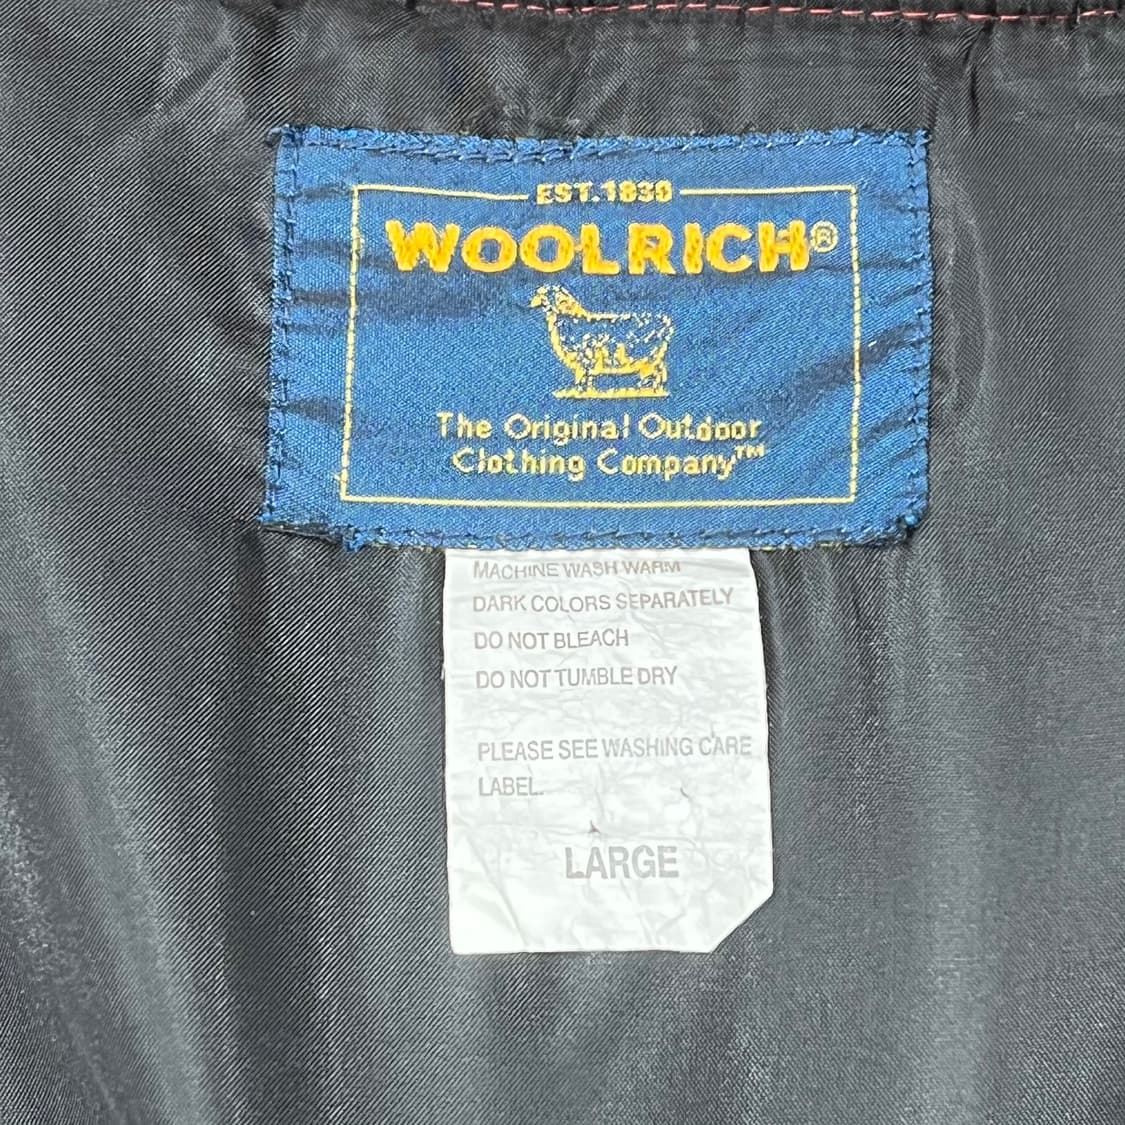 EST. 1830
WOOLRICH®
The Original Outdoor
Clothing Company™
MACHINE WASH WARM
DARK COLORS SEPARATELY
DO NOT BLEACH
DO NOT TUMBLE DRY
PLEASE SEE WASHING CARE
LABEL.
LARGE